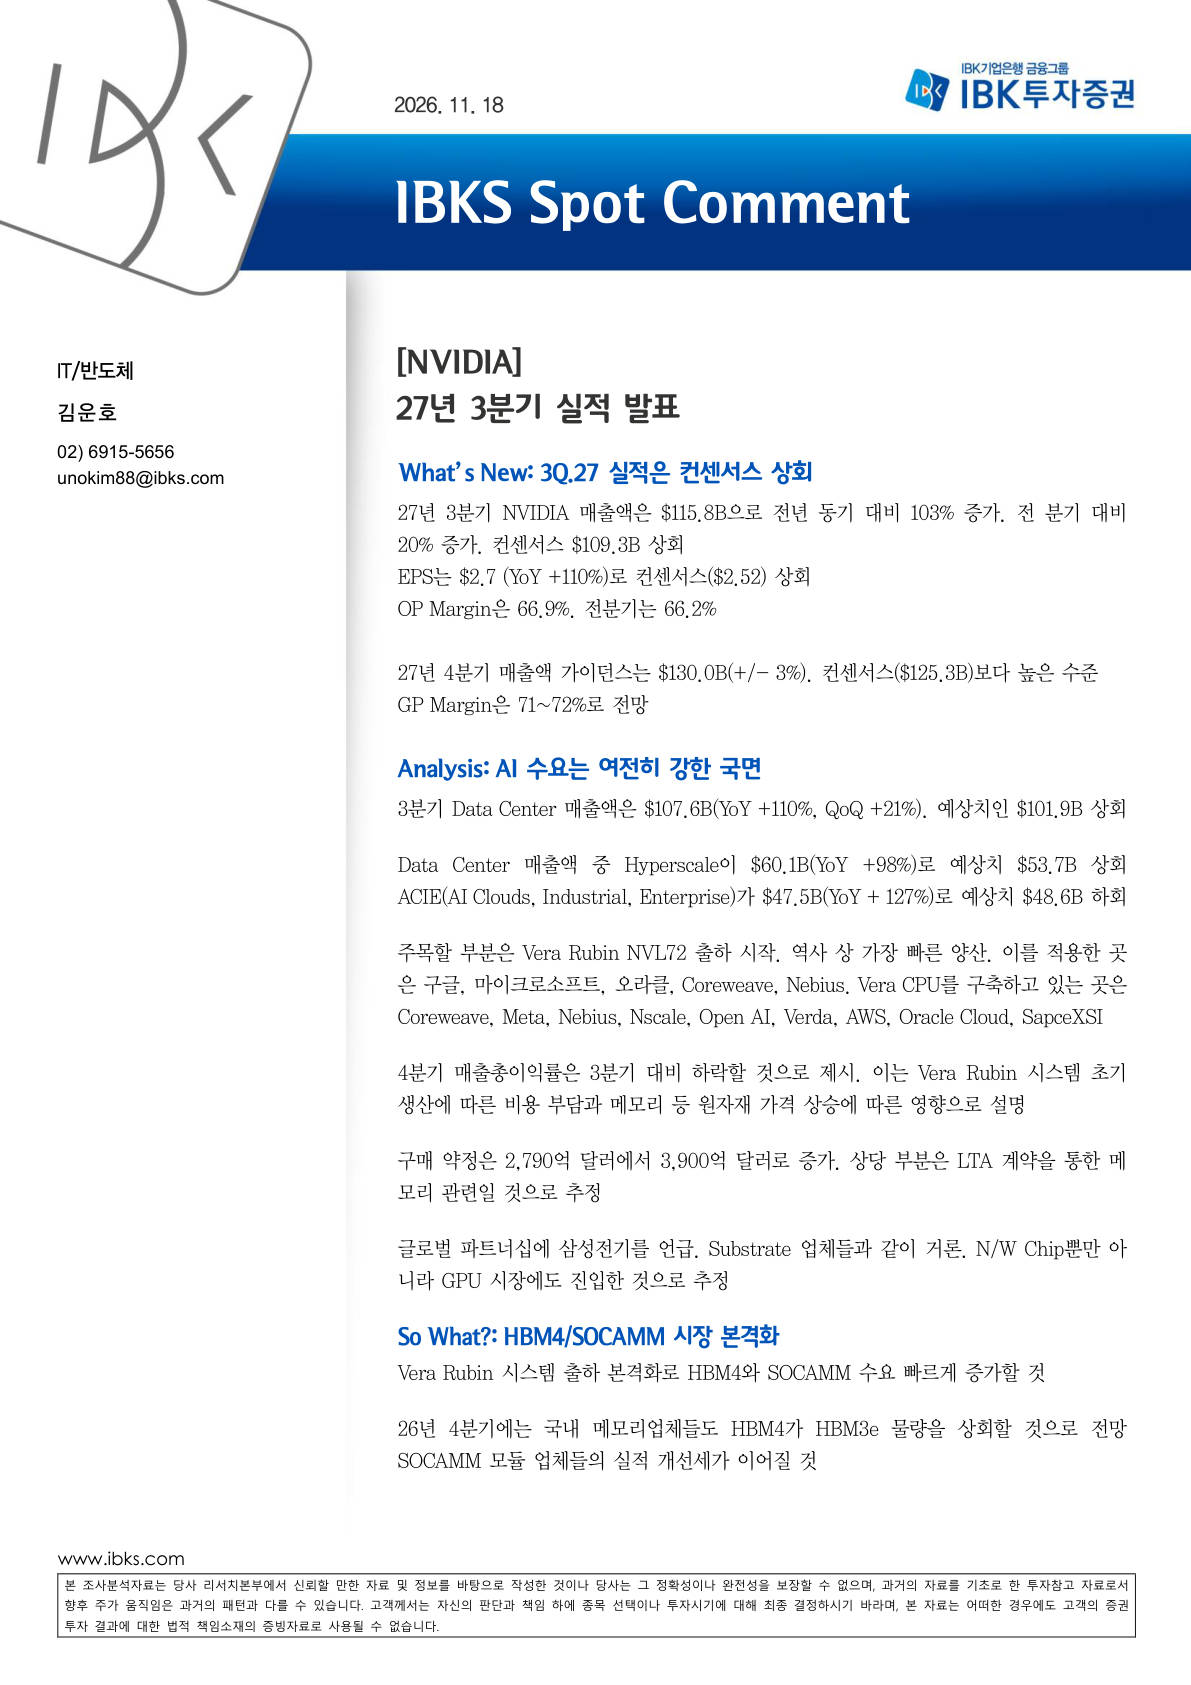 IBK
2026. 11. 18
IBK기업은행 금융그룹
IBK투자증권
IBKS Spot Comment
IT/반도체
김운호
02) 6915-5656
unokim88@ibks.com
[NVIDIA]
27년 3분기 실적 발표
What's New: 3Q.27 실적은 컨센서스 상회
27년 3분기 NVIDIA 매출액은 $115.8B으로 전년 동기 대비 103% 증가. 전 분기 대비
20% 증가. 컨센서스 $109.3B 상회
EPS는 $2.7 (YoY +110%)로 컨센서스($2.52) 상회
OP Margin은 66.9%. 전분기는 66.2%
27년 4분기 매출액 가이던스는 $130.0B(+/- 3%). 컨센서스($125.3B)보다 높은 수준
GP Margin은 71~72%로 전망
Analysis: AI 수요는 여전히 강한 국면
3분기 Data Center 매출액은 $107.6B(YoY +110%, QoQ +21%). 예상치인 $101.9B 상회
Data Center 매출액 중 Hyperscale이 $60.1B(YoY +98%)로 예상치 $53.7B 상회
ACIE(AI Clouds, Industrial, Enterprise)가 $47.5B(YoY + 127%)로 예상치 $48.6B 하회
주목할 부분은 Vera Rubin NVL72 출하 시작. 역사 상 가장 빠른 양산. 이를 적용한 곳
은 구글, 마이크로소프트, 오라클, Coreweave, Nebius. Vera CPU를 구축하고 있는 곳은
Coreweave, Meta, Nebius, Nscale, Open AI, Verda, AWS, Oracle Cloud, SapceXSI
4분기 매출총이익률은 3분기 대비 하락할 것으로 제시. 이는 Vera Rubin 시스템 초기
생산에 따른 비용 부담과 메모리 등 원자재 가격 상승에 따른 영향으로 설명
구매 약정은 2,790억 달러에서 3,900억 달러로 증가. 상당 부분은 LTA 계약을 통한 메
모리 관련일 것으로 추정
글로벌 파트너십에 삼성전기를 언급. Substrate 업체들과 같이 거론. N/W Chip뿐만 아
니라 GPU 시장에도 진입한 것으로 추정
So What?: HBM4/SOCAMM 시장 본격화
Vera Rubin 시스템 출하 본격화로 HBM4와 SOCAMM 수요 빠르게 증가할 것
26년 4분기에는 국내 메모리업체들도 HBM4가 HBM3e 물량을 상회할 것으로 전망
SOCAMM 모듈 업체들의 실적 개선세가 이어질 것
www.ibks.com
본 조사분석자료는 당사 리서치본부에서 신뢰할 만한 자료 및 정보를 바탕으로 작성한 것이나 당사는 그 정확성이나 완전성을 보장할 수 없으며, 과거의 자료를 기초로 한 투자참고 자료로서
향후 주가 움직임은 과거의 패턴과 다를 수 있습니다. 고객께서는 자신의 판단과 책임 하에 종목 선택이나 투자시기에 대해 최종 결정하시기 바라며, 본 자료는 어떠한 경우에도 고객의 증권
투자 결과에 대한 법적 책임소재의 증빙자료로 사용될 수 없습니다.